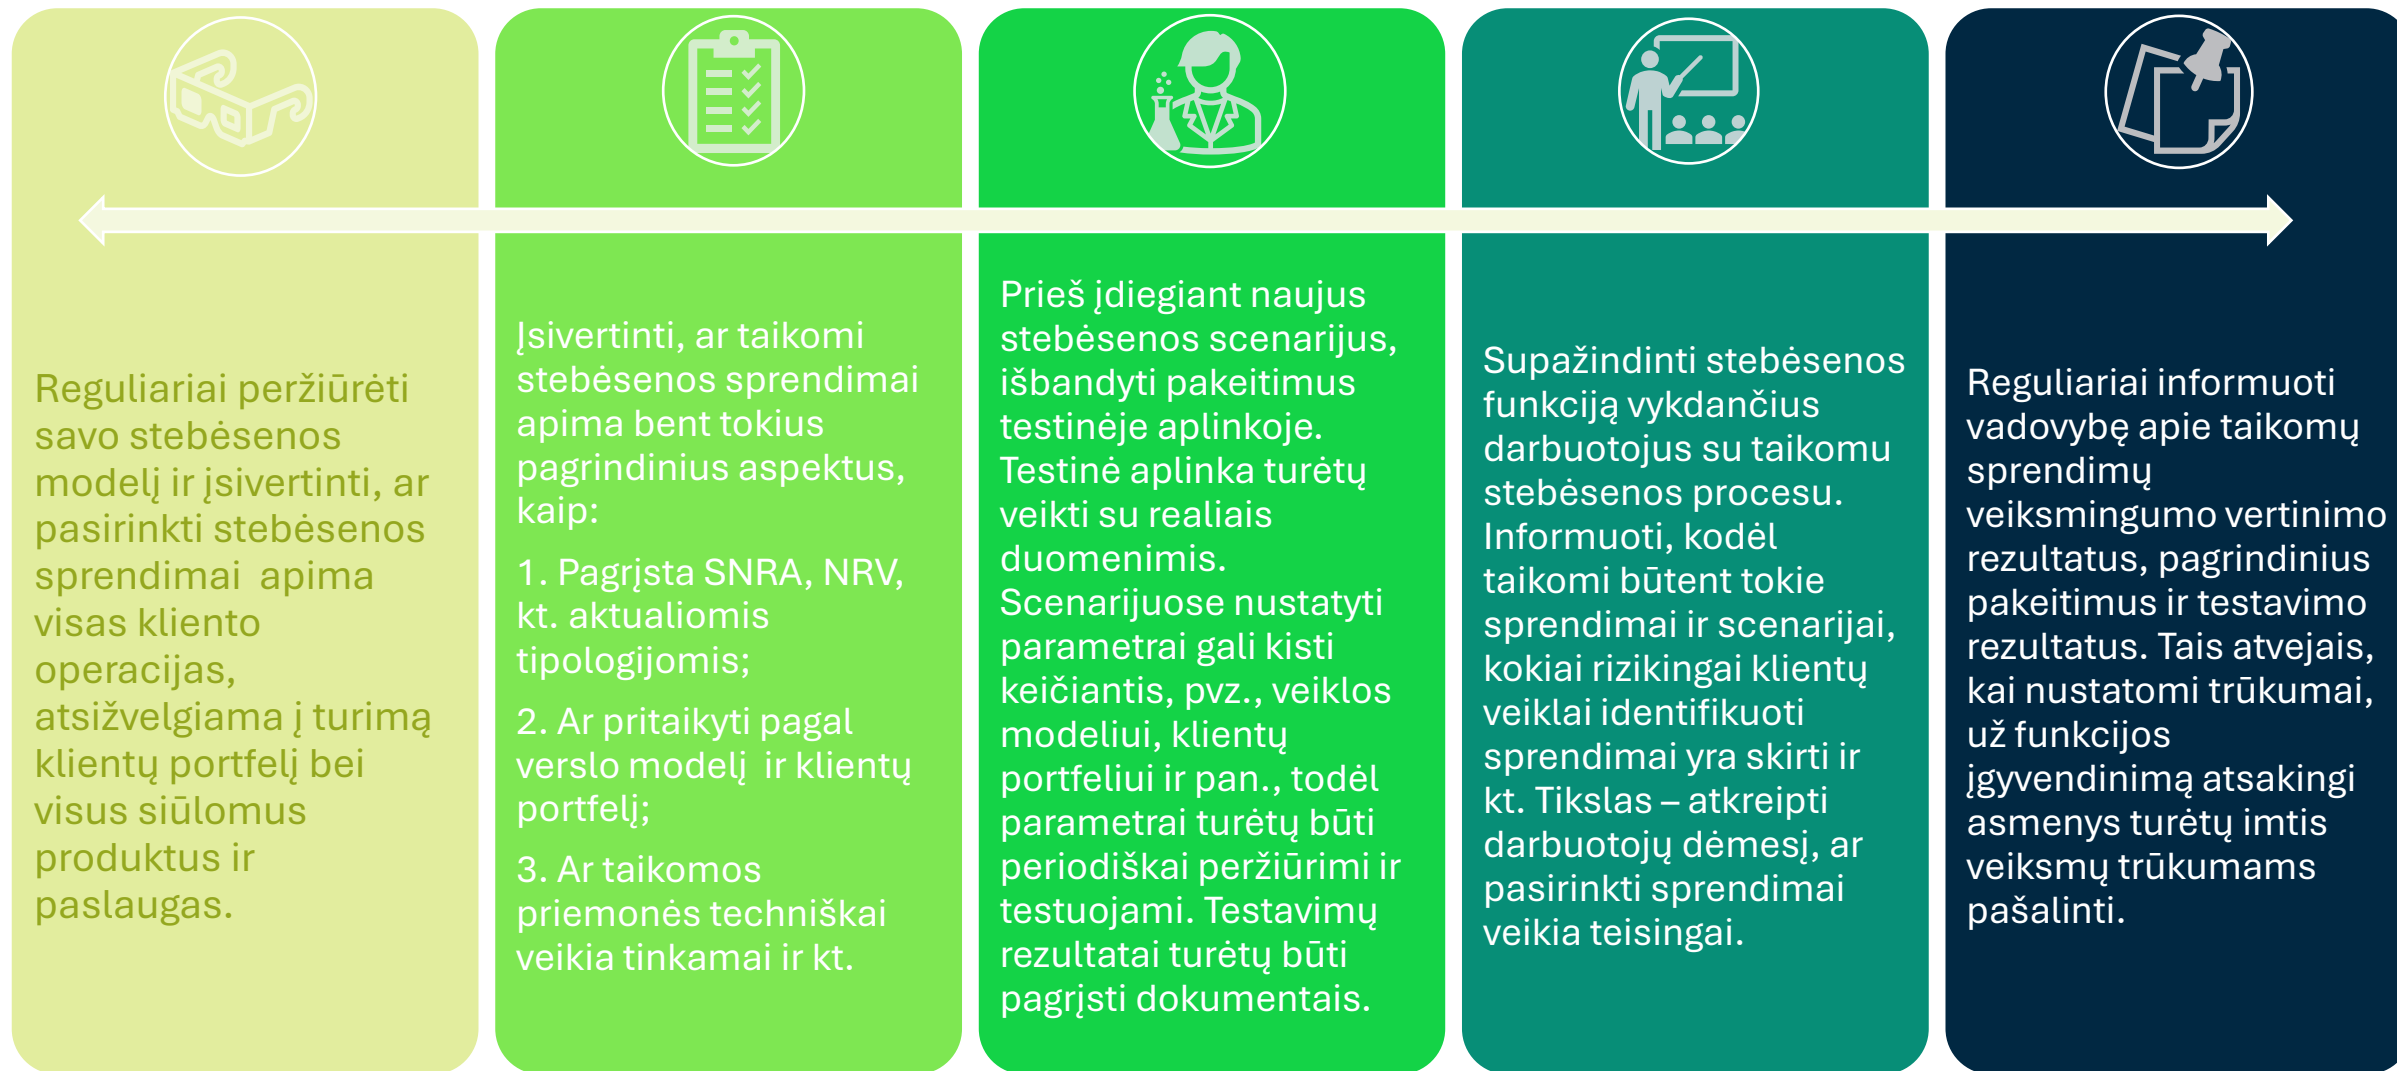 Reguliariai peržiūrėti
savo stebėsenos
modelį ir įsivertinti, ar
pasirinkti stebėsenos
sprendimai  apima
visas kliento
operacijas,
atsižvelgiama į turimą
klientų portfelį bei
visus siūlomus
produktus ir
paslaugas.
Įsivertinti, ar taikomi
stebėsenos sprendimai
apima bent tokius
pagrindinius aspektus,
kaip:
1. Pagrįsta SNRA, NRV,
kt. aktualiomis
tipologijomis;
2. Ar pritaikyti pagal
verslo modelį  ir klientų
portfelį;
3. Ar taikomos
priemonės techniškai
veikia tinkamai ir kt.
Prieš įdiegiant naujus
stebėsenos scenarijus,
išbandyti pakeitimus
testinėje aplinkoje.
Testinė aplinka turėtų
veikti su realiais
duomenimis.
Scenarijuose nustatyti
parametrai gali kisti
keičiantis, pvz., veiklos
modeliui, klientų
portfeliui ir pan., todėl
parametrai turėtų būti
periodiškai peržiūrimi ir
testuojami. Testavimų
rezultatai turėtų būti
pagrįsti dokumentais.
Supažindinti stebėsenos
funkciją vykdančius
darbuotojus su taikomu
stebėsenos procesu.
Informuoti, kodėl
taikomi būtent tokie
sprendimai ir scenarijai,
kokiai rizikingai klientų
veiklai identifikuoti
sprendimai yra skirti ir
kt. Tikslas – atkreipti
darbuotojų dėmesį, ar
pasirinkti sprendimai
veikia teisingai.
Reguliariai informuoti
vadovybę apie taikomų
sprendimų
veiksmingumo vertinimo
rezultatus, pagrindinius
pakeitimus ir testavimo
rezultatus. Tais atvejais,
kai nustatomi trūkumai,
už funkcijos
įgyvendinimą atsakingi
asmenys turėtų imtis
veiksmų trūkumams
pašalinti.